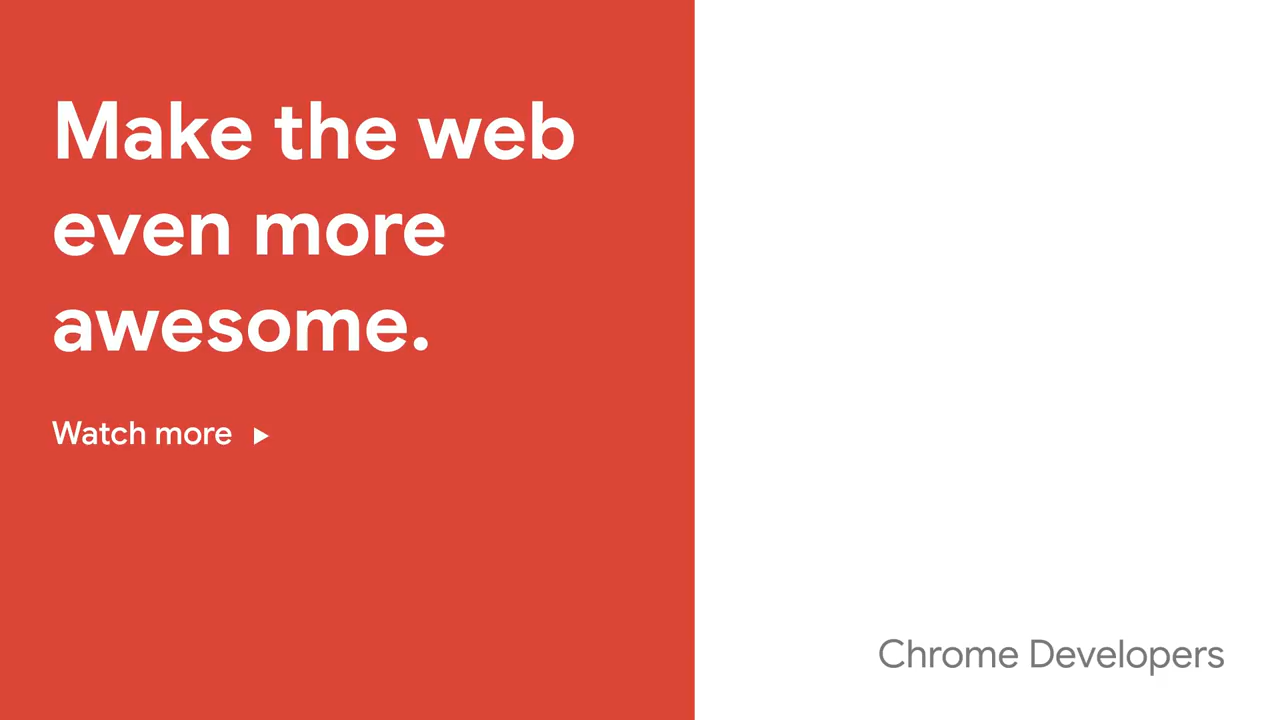 Make the web
even more
awesome.
Watch more
Chrome Developers